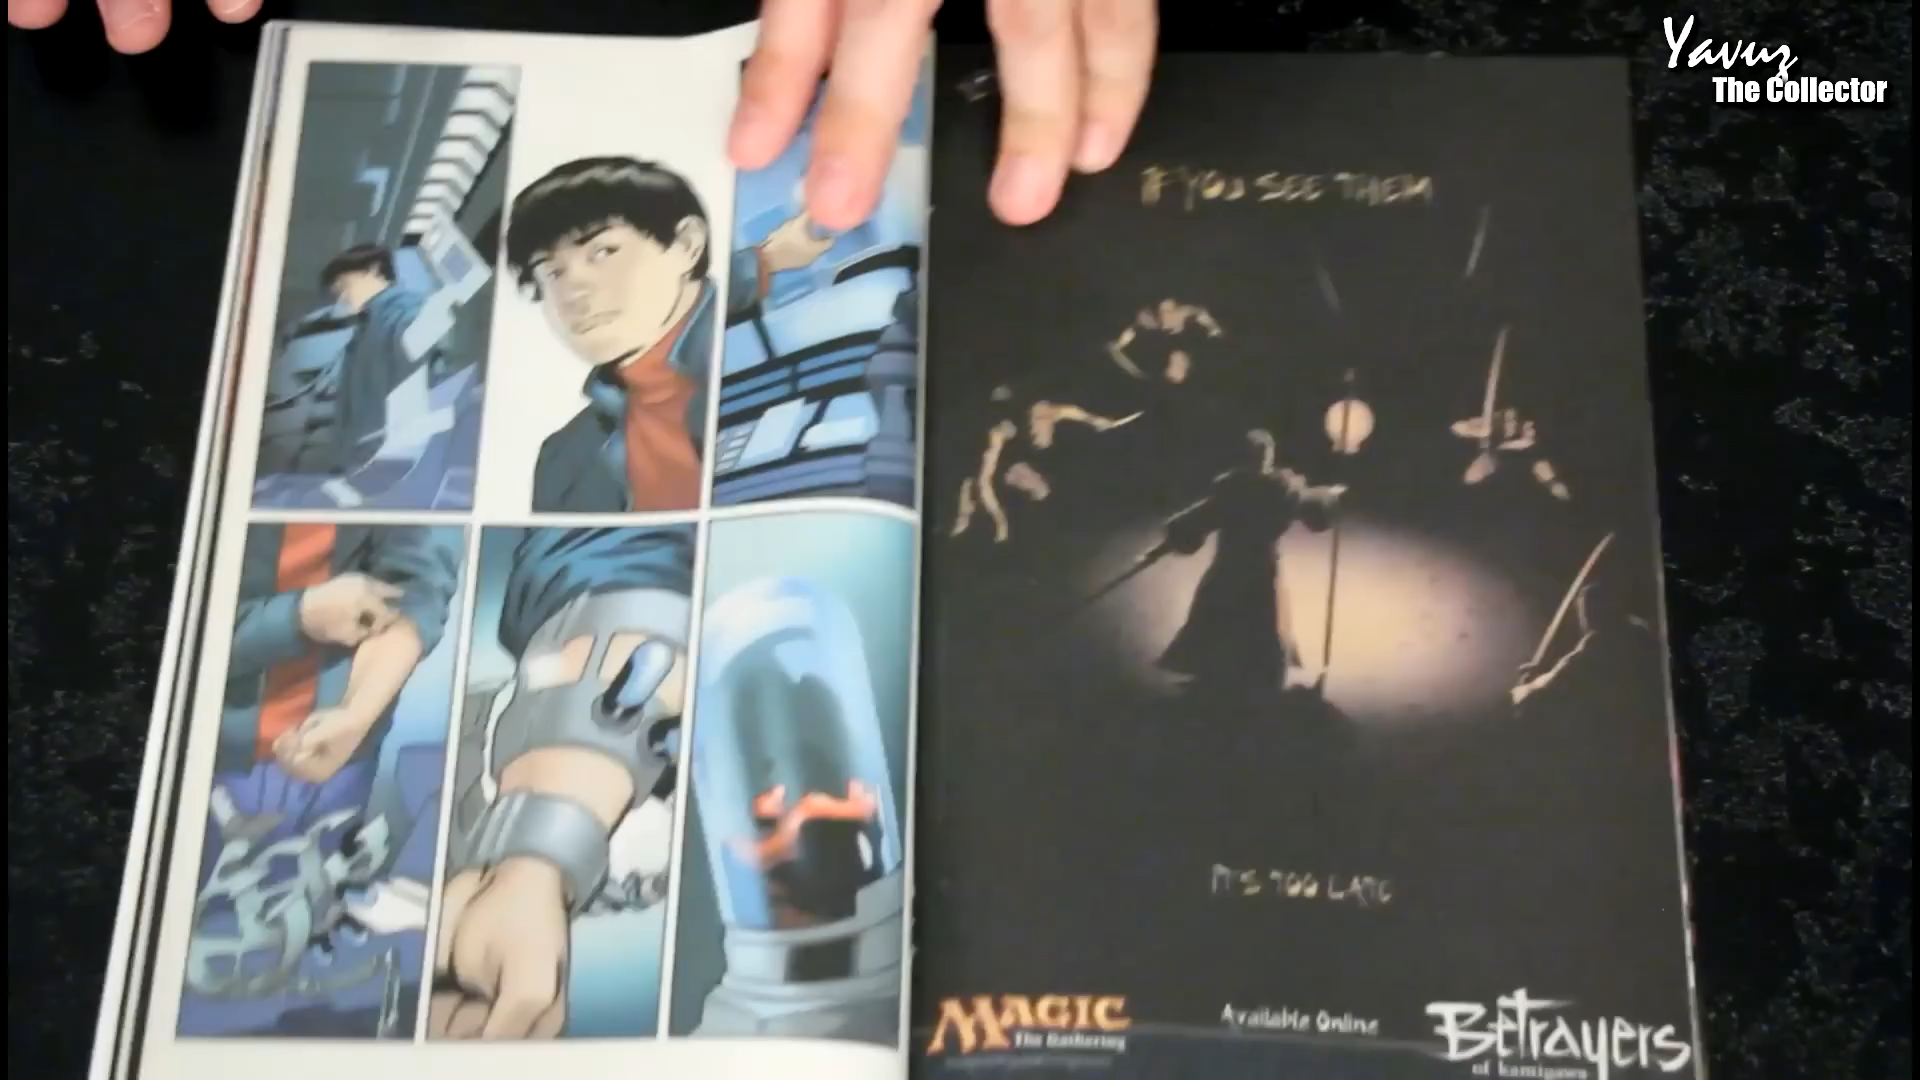 Yavuz
The Collector
IF YOU SEE THEM
IT'S TOO LATE
MAGIC
The Gathering
Available Online
Betrayers
of kamigawa